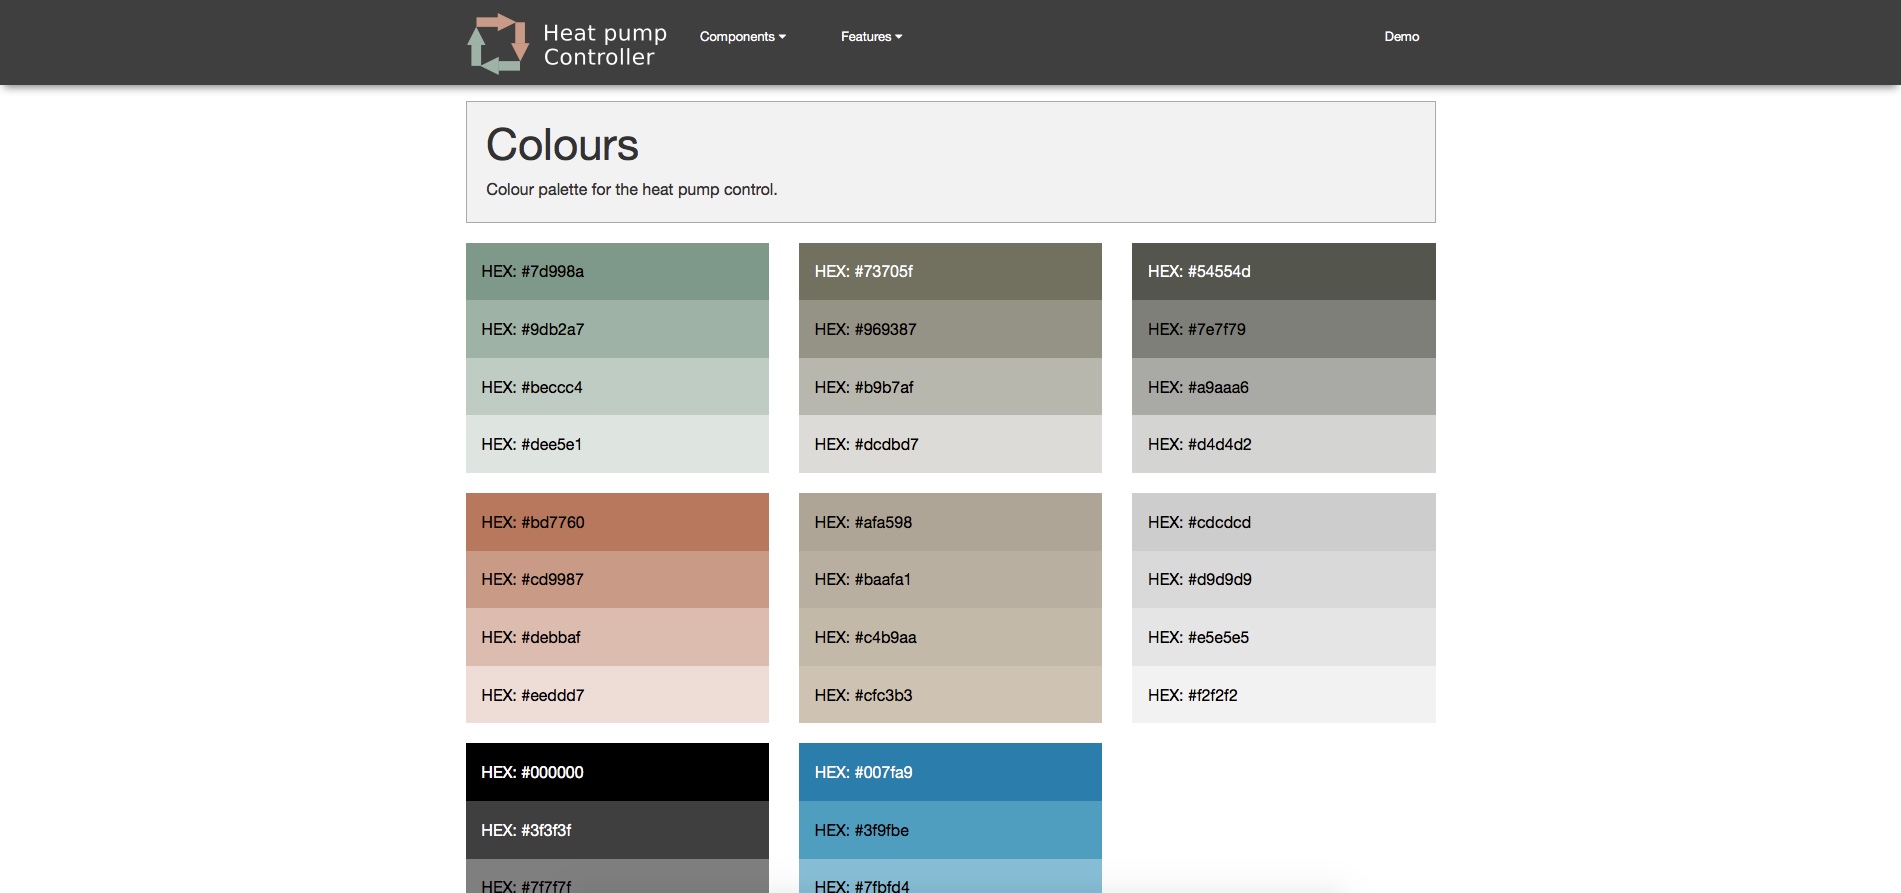 Heat pump
Controller
Components
Features
Demo
Colours
Colour palette for the heat pump control.
HEX: #7d998a
HEX: #9db2a7
HEX: #beccc4
HEX: #dee5e1
HEX: #73705f
HEX: #969387
HEX: #b9b7af
HEX: #dcdbd7
HEX: #54554d
HEX: #7e7f79
HEX: #a9aaa6
HEX: #d4d4d2
HEX: #bd7760
HEX: #cd9987
HEX: #debbaf
HEX: #eeddd7
HEX: #afa598
HEX: #baafa1
HEX: #c4b9aa
HEX: #cfc3b3
HEX: #cdcdcd
HEX: #d9d9d9
HEX: #e5e5e5
HEX: #f2f2f2
HEX: #000000
HEX: #3f3f3f
HEX: #7f7f7f
HEX: #007fa9
HEX: #3f9fbe
HEX: #7fbfd4